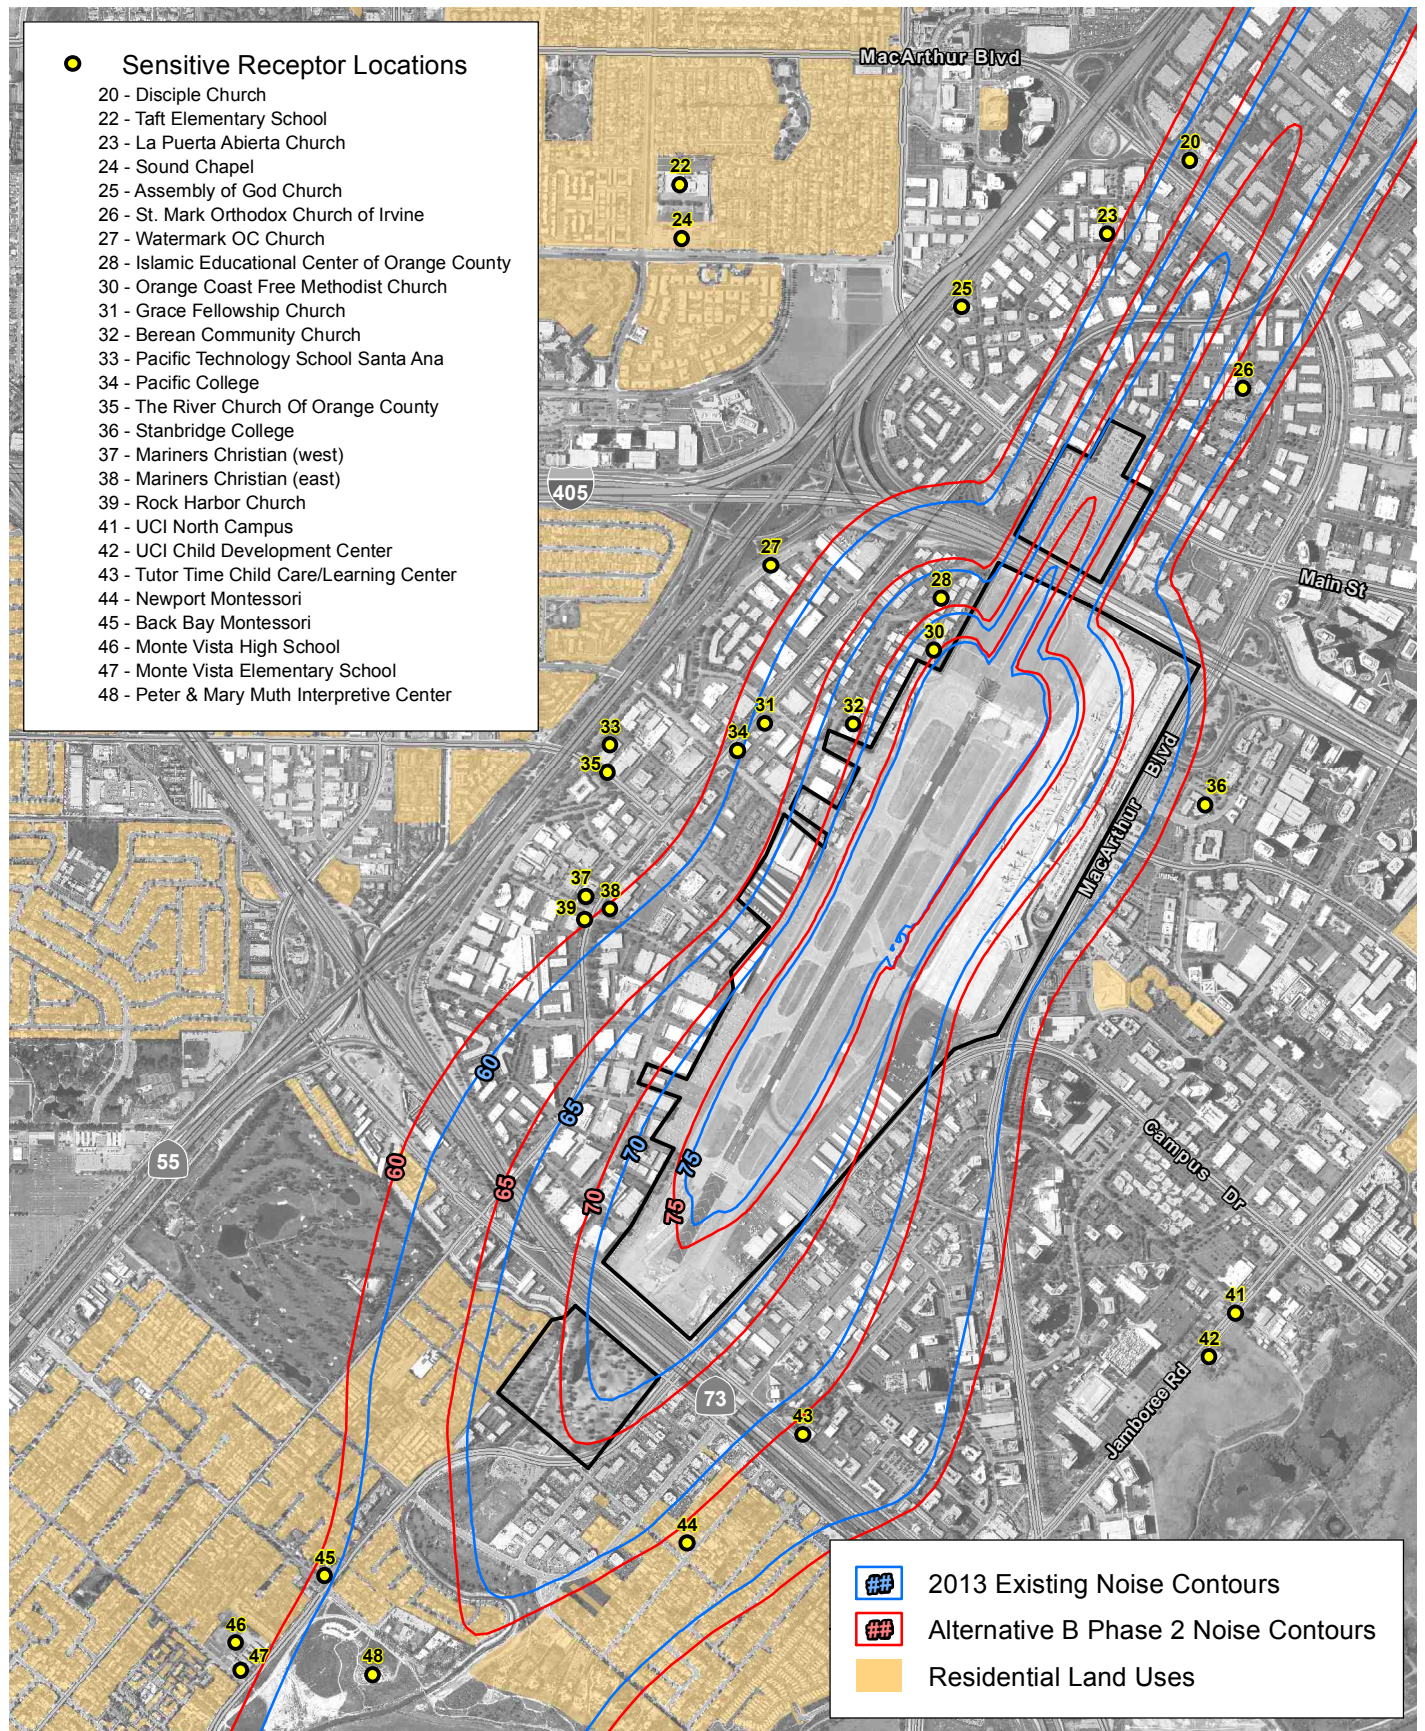 Sensitive Receptor Locations
20 - Disciple Church
22 - Taft Elementary School
23 - La Puerta Abierta Church
24 - Sound Chapel
25 - Assembly of God Church
26 - St. Mark Orthodox Church of Irvine
27 - Watermark OC Church
28 - Islamic Educational Center of Orange County
30 - Orange Coast Free Methodist Church
31 - Grace Fellowship Church
32 - Berean Community Church
33 - Pacific Technology School Santa Ana
34 - Pacific College
35 - The River Church Of Orange County
36 - Stanbridge College
37 - Mariners Christian (west)
38 - Mariners Christian (east)
39 - Rock Harbor Church
41 - UCI North Campus
42 - UCI Child Development Center
43 - Tutor Time Child Care/Learning Center
44 - Newport Montessori
45 - Back Bay Montessori
46 - Monte Vista High School
47 - Monte Vista Elementary School
48 - Peter & Mary Muth Interpretive Center
MacArthur Blvd
20
22
23
24
25
26
405
27
Main St
28
30
31
32
33
34
35
MacArthur Blvd
36
37
38
39
60
65
70
75
60
65
70
75
55
Campus Dr
41
42
Jamboree Rd
73
43
44
45
46
47
48
## 2013 Existing Noise Contours
## Alternative B Phase 2 Noise Contours
Residential Land Uses